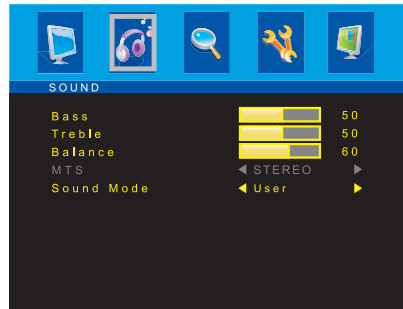 SOUND
Bass 50
Treble 50
Balance 60
MTS STEREO
Sound Mode User